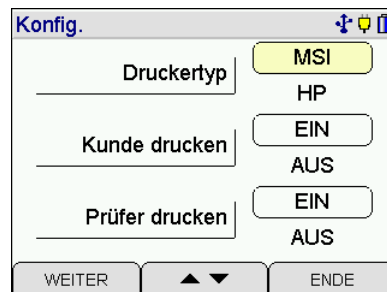 Konfig.
Druckertyp
MSI
HP
Kunde drucken
EIN
AUS
Prüfer drucken
EIN
AUS
WEITER
ENDE